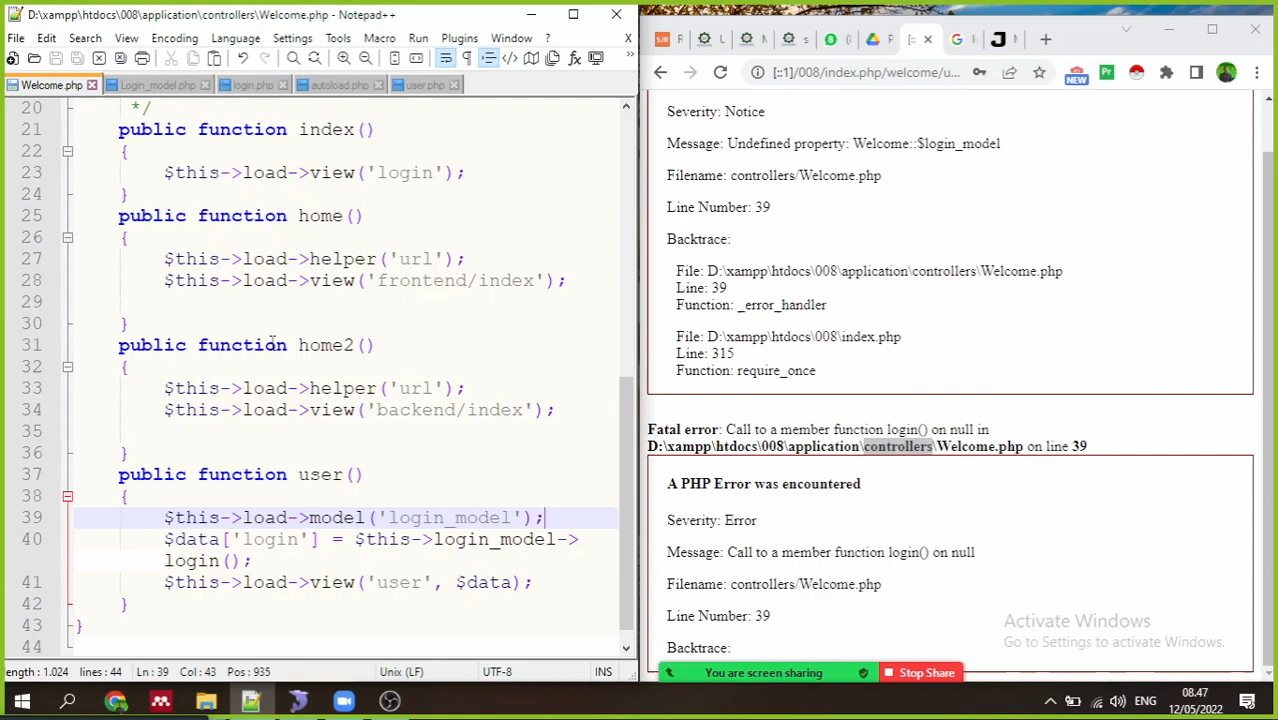 D:\xampp\htdocs\008\application\controllers\Welcome.php - Notepad++
File Edit Search View Encoding Language Settings Tools Macro Run Plugins Window ?
Welcome.php Login_model.php login.php autoload.php user.php
20 */
21 public function index()
22 {
23 $this->load->view('login');
24 }
25 public function home()
26 {
27 $this->load->helper('url');
28 $this->load->view('frontend/index');
29
30 }
31 public function home2()
32 {
33 $this->load->helper('url');
34 $this->load->view('backend/index');
35
36 }
37 public function user()
38 {
39 $this->load->model('login_model');
40 $data['login'] = $this->login_model->
login();
41 $this->load->view('user', $data);
42 }
43 }
44
ength : 1.024 lines : 44 Ln : 39 Col : 43 Pos : 935 Unix (LF) UTF-8 INS
SJR
[::1]/008/index.php/welcome/u...
NEW
Pr
Severity: Notice
Message: Undefined property: Welcome::$login_model
Filename: controllers/Welcome.php
Line Number: 39
Backtrace:
File: D:\xampp\htdocs\008\application\controllers\Welcome.php
Line: 39
Function: _error_handler
File: D:\xampp\htdocs\008\index.php
Line: 315
Function: require_once
Fatal error: Call to a member function login() on null in
D:\xampp\htdocs\008\application\controllers\Welcome.php on line 39
A PHP Error was encountered
Severity: Error
Message: Call to a member function login() on null
Filename: controllers/Welcome.php
Line Number: 39
Backtrace:
Activate Windows
Go to Settings to activate Windows.
You are screen sharing Stop Share
ENG
08.47
12/05/2022